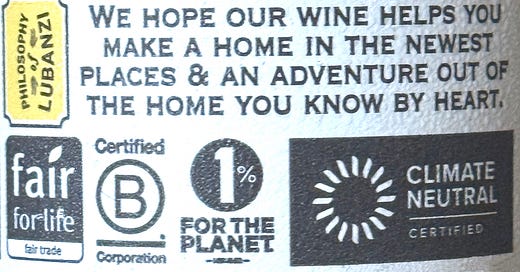 PHILOSOPHY
of
LUBANZI
WE HOPE OUR WINE HELPS YOU
MAKE A HOME IN THE NEWEST
PLACES & AN ADVENTURE OUT OF
THE HOME YOU KNOW BY HEART.
fair
for life
fair trade
Certified
B
Corporation
1%
FOR THE
PLANET
CLIMATE
NEUTRAL
CERTIFIED